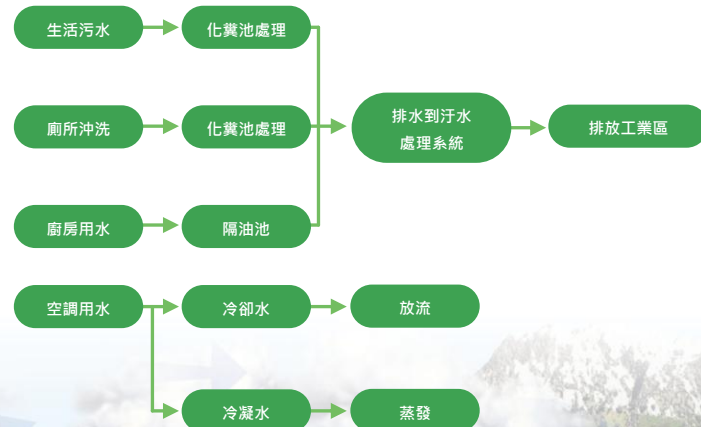 生活污水
化糞池處理
廁所沖洗
化糞池處理
排水到汙水
處理系統
排放工業區
廚房用水
隔油池
空調用水
冷卻水
放流
冷凝水
蒸發